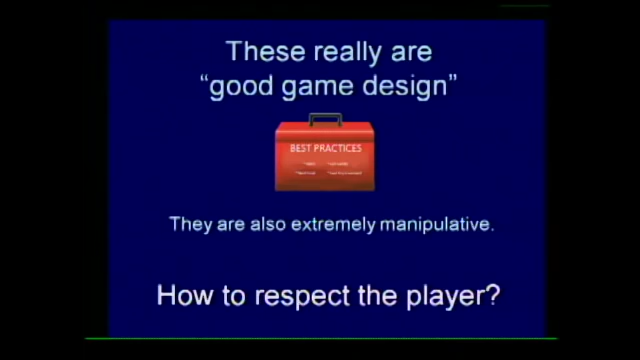 These really are
“good game design”
BEST PRACTICES
They are also extremely manipulative.
How to respect the player?